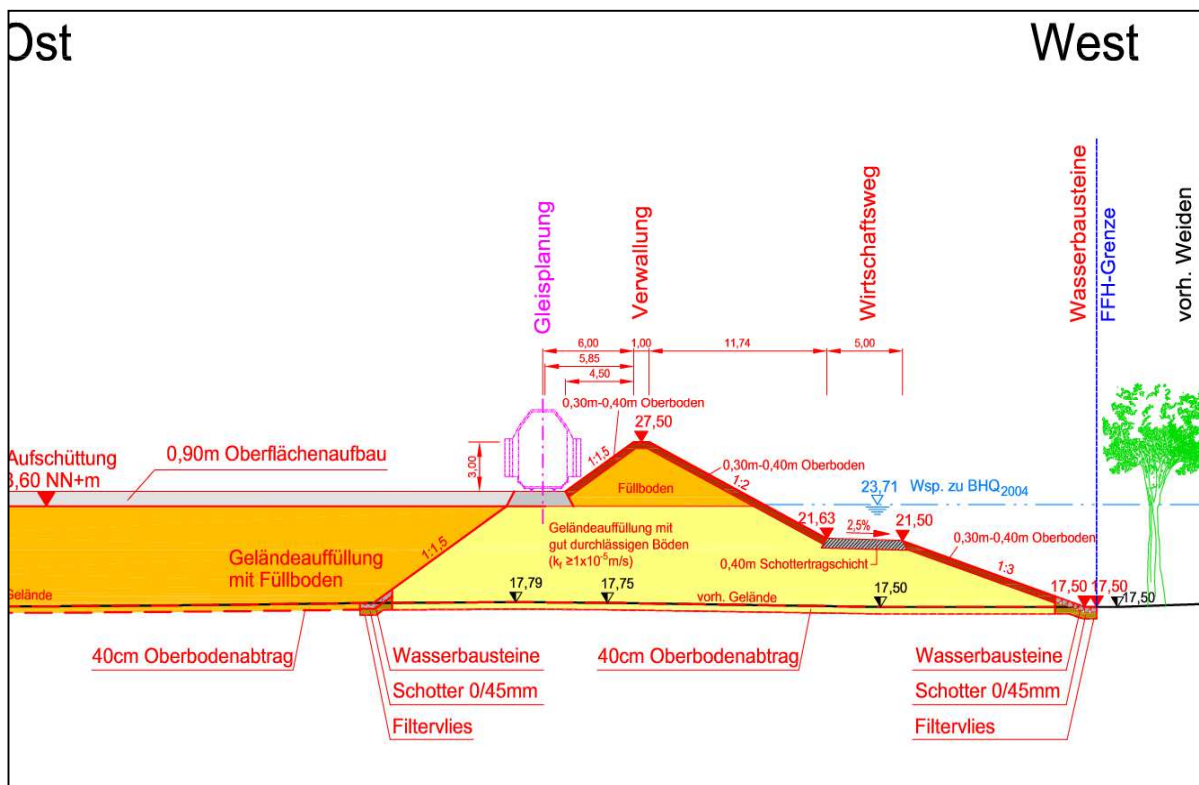 Ost
West
Gleisplanung
Verwallung
Wirtschaftsweg
Wasserbausteine
FFH-Grenze
vorh. Weiden
6,00
1,00
11,74
5,00
5,85
4,50
0,30m-0,40m Oberboden
27,50
Aufschüttung
3,60 NN+m
0,90m Oberflächenaufbau
3,00
1:1,5
Füllboden
0,30m-0,40m Oberboden
1:2
23,71
Wsp. zu BHQ2004
21,63
2,5%
21,50
0,30m-0,40m Oberboden
Geländeauffüllung
mit Füllboden
1:1,5
Geländeauffüllung mit
gut durchlässigen Böden
(kf ≥1x10⁻⁵m/s)
0,40m Schottertragschicht
1:3
Gelände
17,79
17,75
vorh. Gelände
17,50
17,50
17,50
17,50
40cm Oberbodenabtrag
Wasserbausteine
40cm Oberbodenabtrag
Wasserbausteine
Schotter 0/45mm
Schotter 0/45mm
Filtervlies
Filtervlies